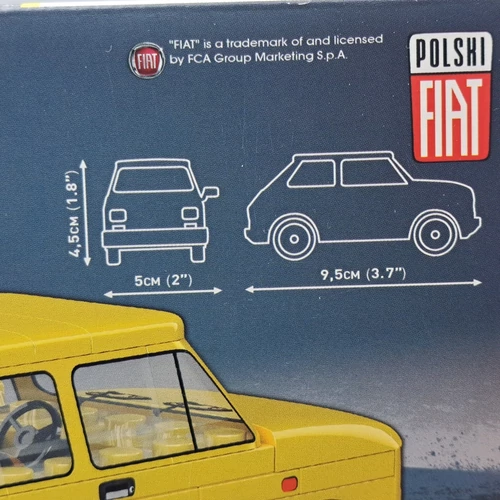 "FIAT" is a trademark of and licensed
by FCA Group Marketing S.p.A.
FIAT
POLSKI
FIAT
4,5CM (1.8")
5CM (2")
9,5CM (3.7")